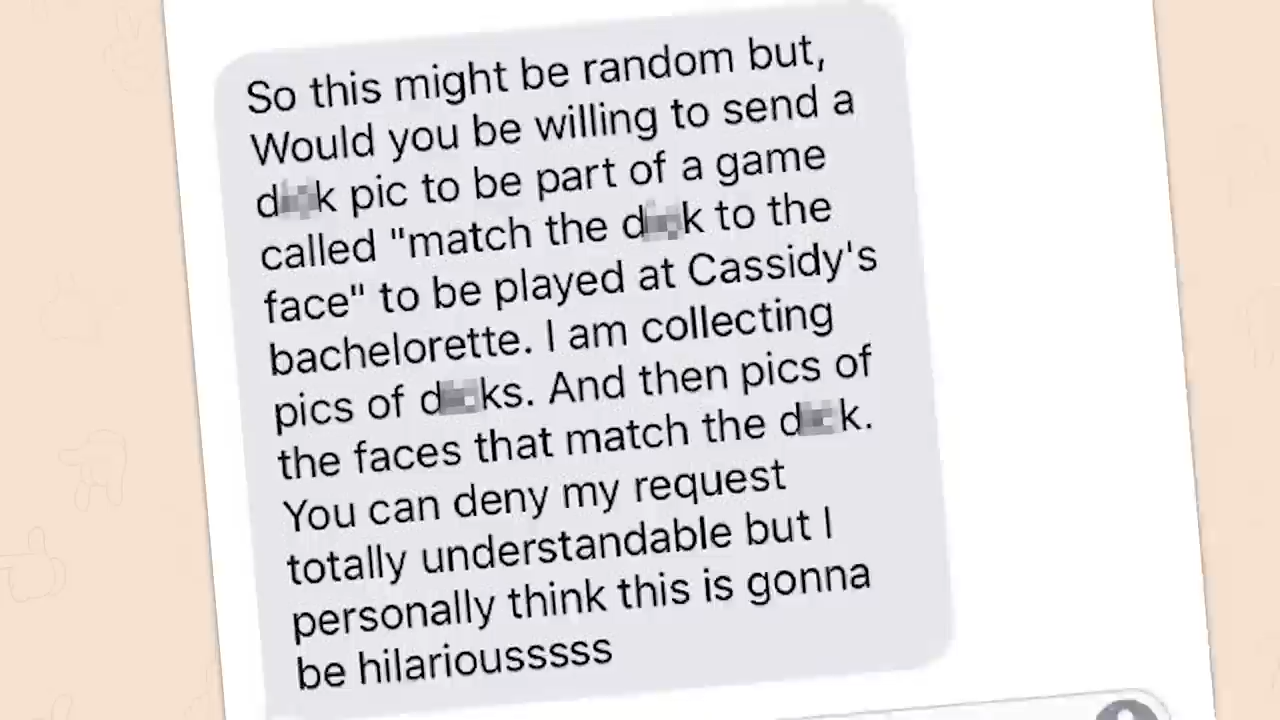 So this might be random but,
Would you be willing to send a
d k pic to be part of a game
called "match the d k to the
face" to be played at Cassidy's
bachelorette. I am collecting
pics of d ks. And then pics of
the faces that match the d k.
You can deny my request
totally understandable but I
personally think this is gonna
be hilariousssss